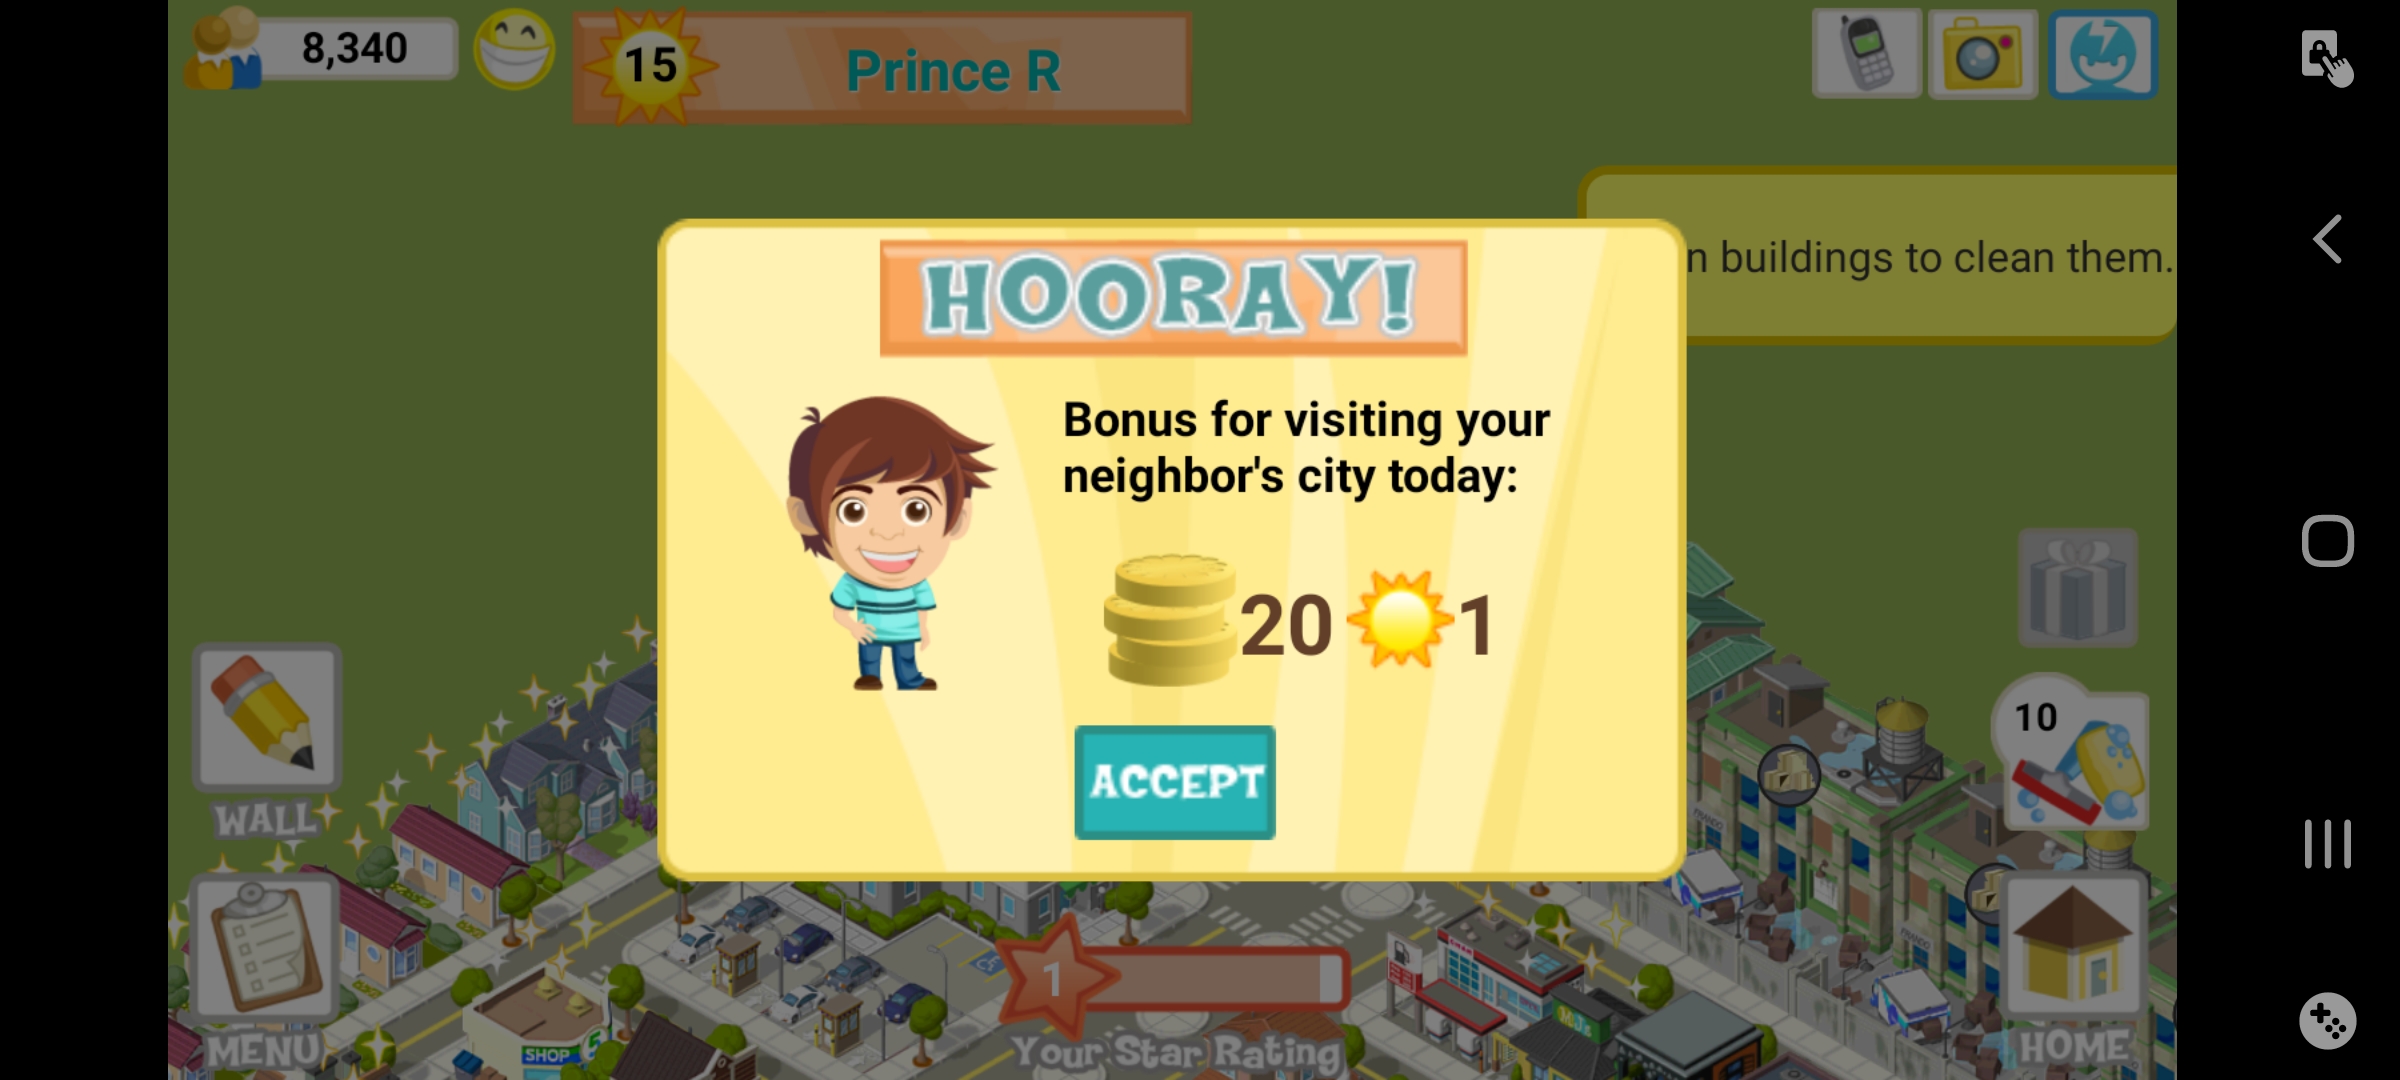 8,340
15
Prince R
n buildings to clean them.
HOORAY!
Bonus for visiting your
neighbor's city today:
20
1
ACCEPT
10
WALL
1
SHOP
MENU
Your Star Rating
HOME